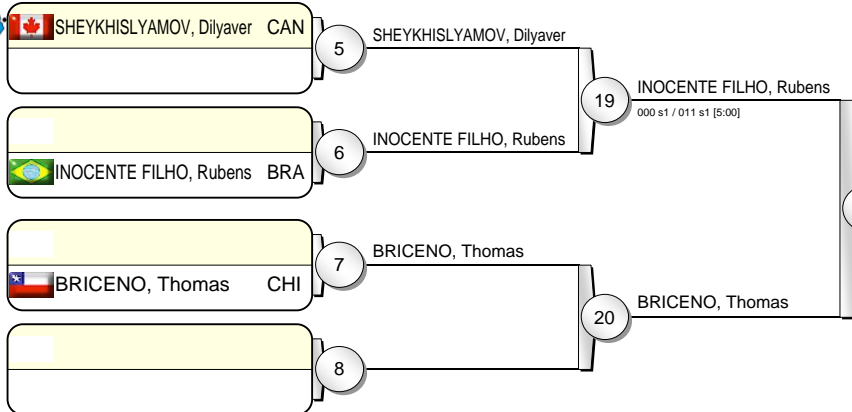 SHEYKHISLYAMOV, Dilyaver CAN
5
SHEYKHISLYAMOV, Dilyaver
19
INOCENTE FILHO, Rubens
000 s1 / 011 s1 [5:00]
6
INOCENTE FILHO, Rubens
INOCENTE FILHO, Rubens BRA
7
BRICENO, Thomas
BRICENO, Thomas CHI
20
BRICENO, Thomas
8